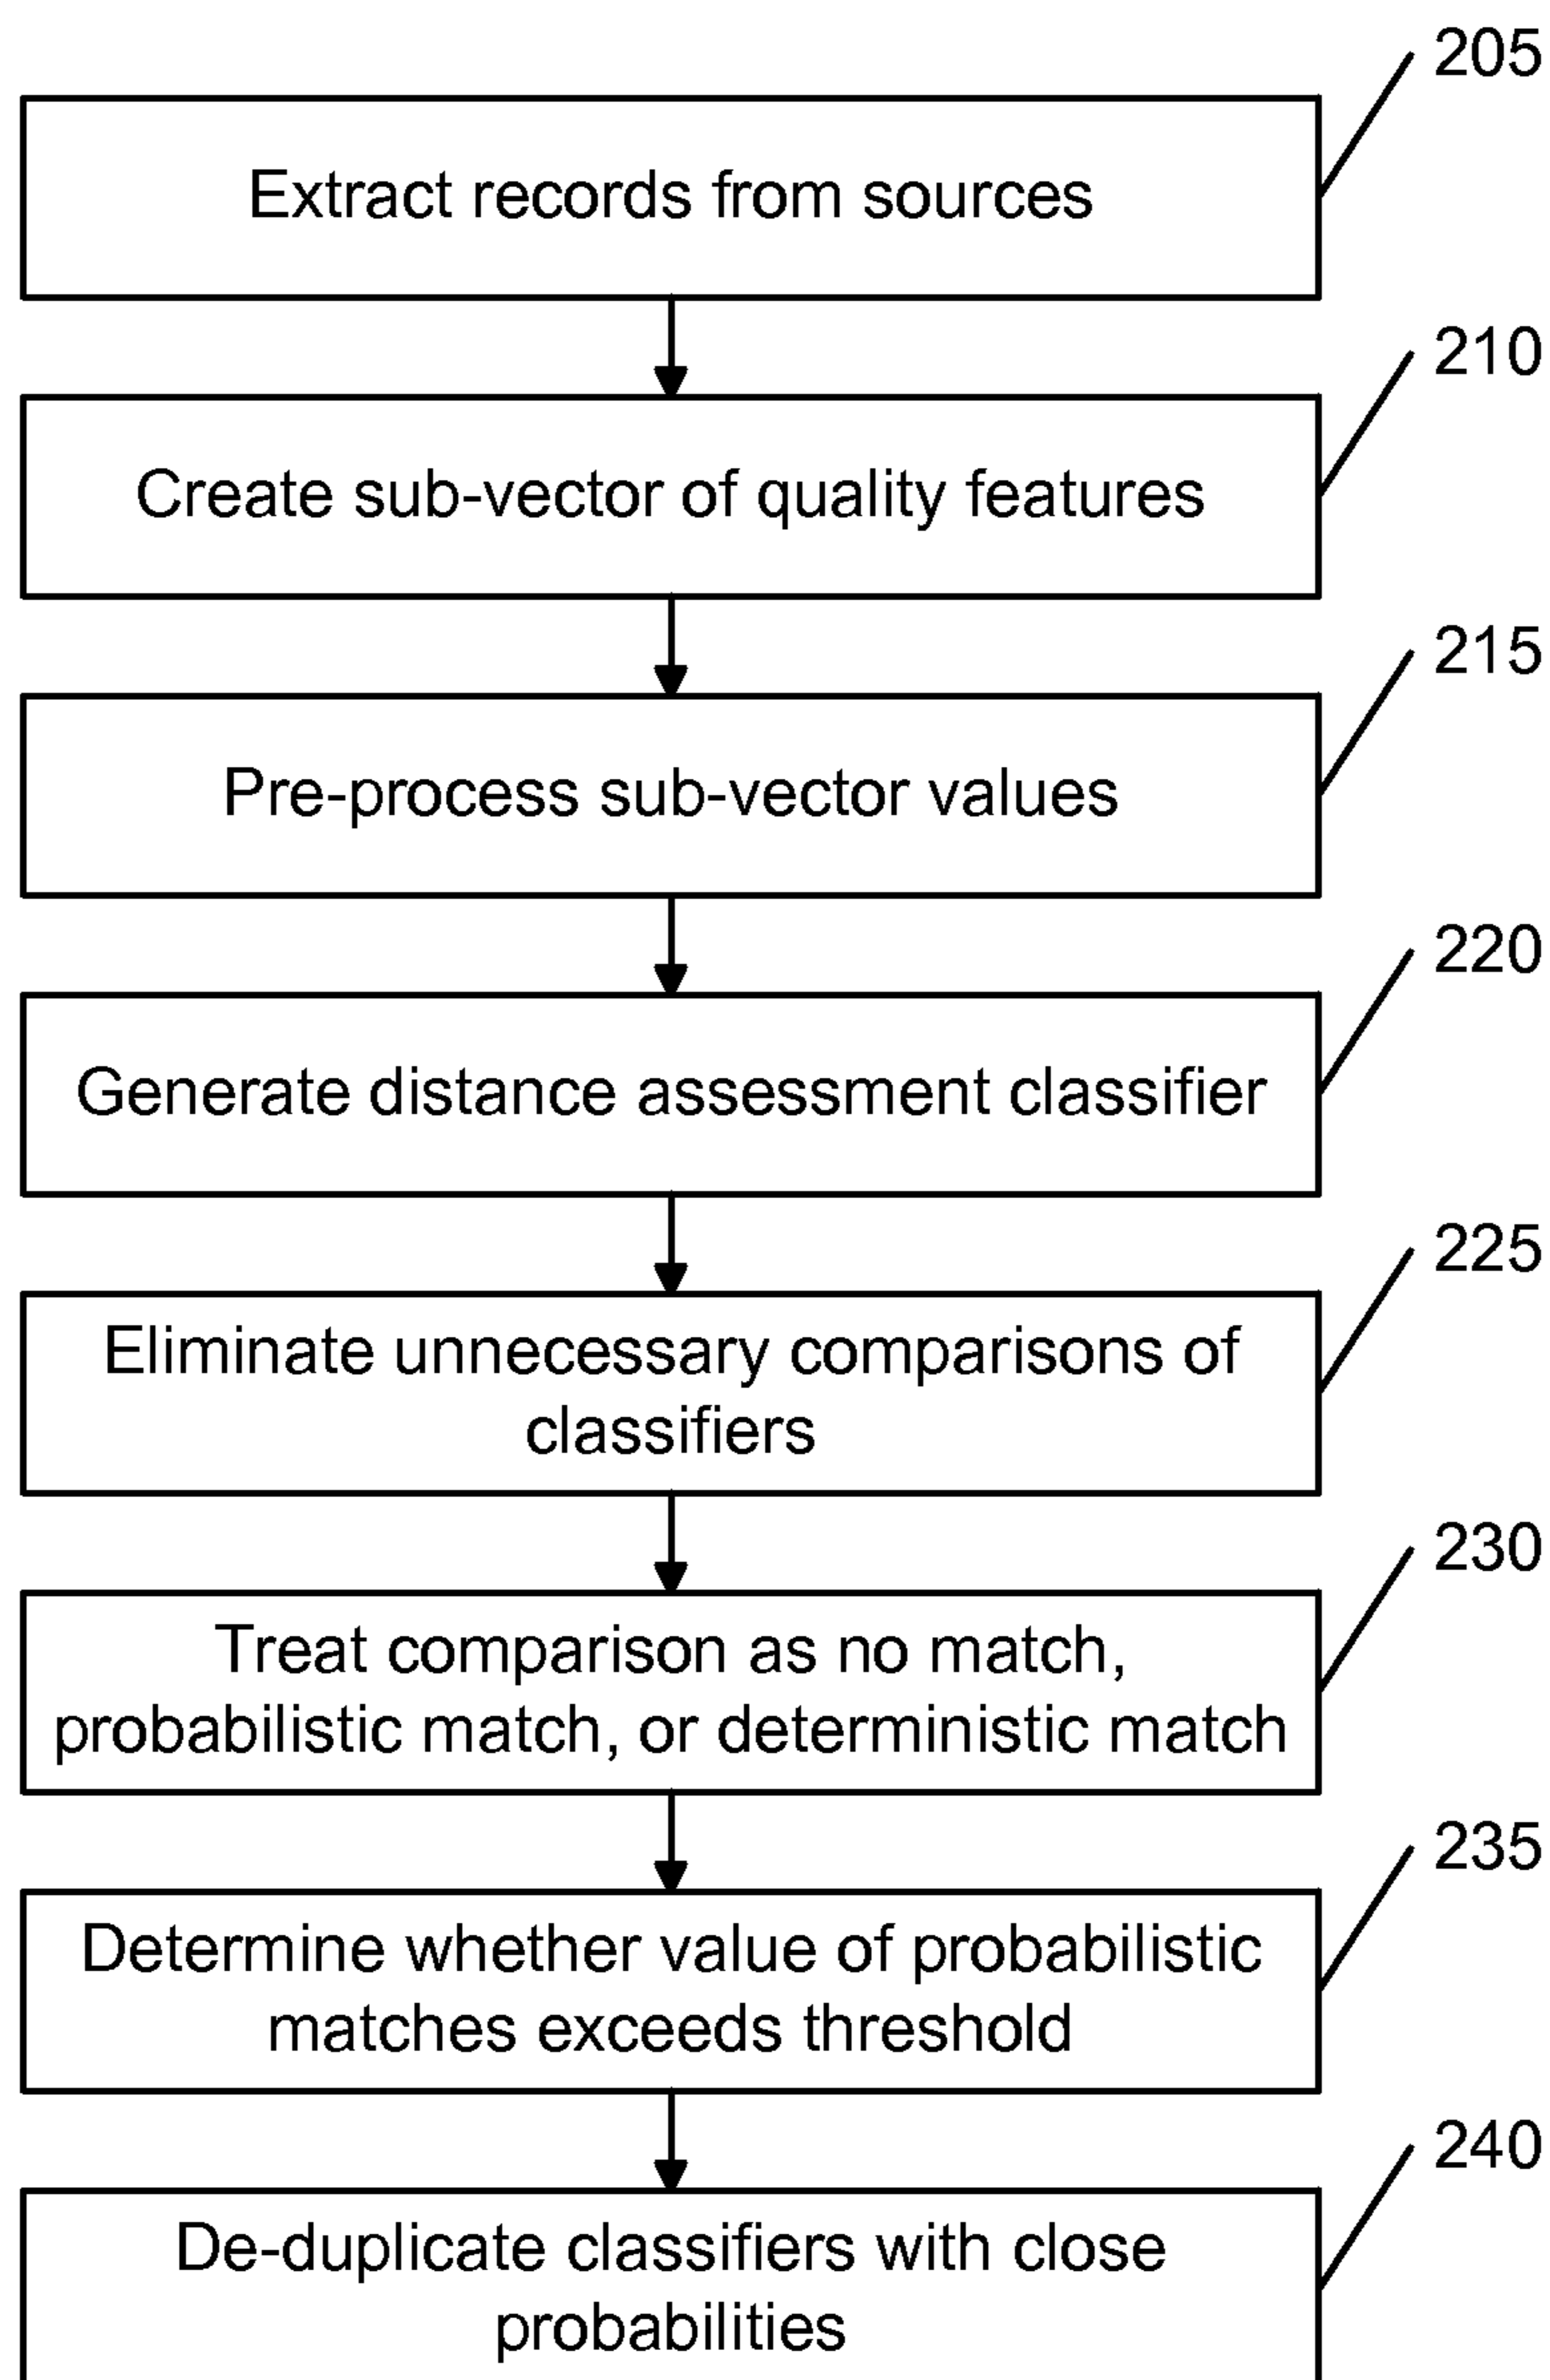 205
Extract records from sources
210
Create sub-vector of quality features
215
Pre-process sub-vector values
220
Generate distance assessment classifier
225
Eliminate unnecessary comparisons of
classifiers
230
Treat comparison as no match,
probabilistic match, or deterministic match
235
Determine whether value of probabilistic
matches exceeds threshold
240
De-duplicate classifiers with close
probabilities